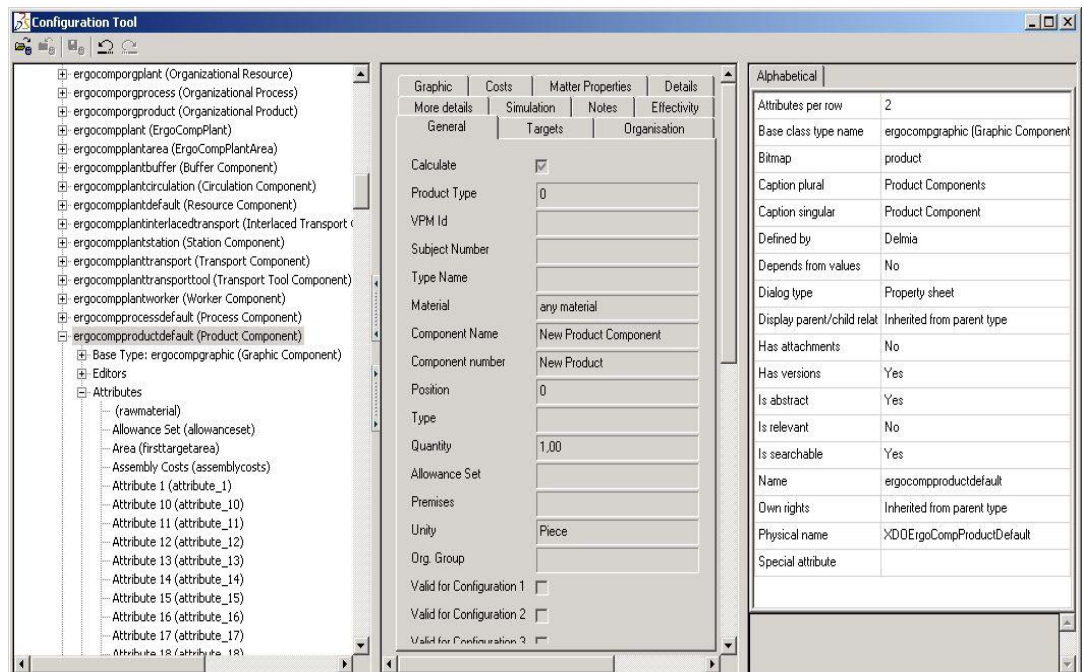 Configuration Tool
ergocomporgplant (Organizational Resource)
ergocomporgprocess (Organizational Process)
ergocomporgproduct (Organizational Product)
ergocompplant (ErgoCompPlant)
ergocompplantarea (ErgoCompPlantArea)
ergocompplantbuffer (Buffer Component)
ergocompplantcirculation (Circulation Component)
ergocompplantdefault (Resource Component)
ergocompplantinterlacedtransport (Interlaced Transport
ergocompplantstation (Station Component)
ergocompplanttransport (Transport Component)
ergocompplanttransporttool (Transport Tool Component)
ergocompplantworker (Worker Component)
ergocompprocessdefault (Process Component)
ergocompproductdefault (Product Component)
Base Type: ergocompgraphic (Graphic Component)
Editors
Attributes
(rawmaterial)
Allowance Set (allowanceset)
Area (firsttargetarea)
Assembly Costs (assemblycosts)
Attribute 1 (attribute_1)
Attribute 10 (attribute_10)
Attribute 11 (attribute_11)
Attribute 12 (attribute_12)
Attribute 13 (attribute_13)
Attribute 14 (attribute_14)
Attribute 15 (attribute_15)
Attribute 16 (attribute_16)
Attribute 17 (attribute_17)
Attribute 18 (attribute_18)
Graphic Costs Matter Properties Details
More details Simulation Notes Effectivity
General Targets Organisation
Calculate
Product Type 0
VPM Id
Subject Number
Type Name
Material any material
Component Name New Product Component
Component number New Product
Position 0
Type
Quantity 1,00
Allowance Set
Premises
Unity Piece
Org. Group
Valid for Configuration 1
Valid for Configuration 2
Valid for Configuration 3
Alphabetical
Attributes per row 2
Base class type name ergocompgraphic (Graphic Component
Bitmap product
Caption plural Product Components
Caption singular Product Component
Defined by Delmia
Depends from values No
Dialog type Property sheet
Display parent/child relat Inherited from parent type
Has attachments No
Has versions Yes
Is abstract Yes
Is relevant No
Is searchable Yes
Name ergocompproductdefault
Own rights Inherited from parent type
Physical name XDOErgoCompProductDefault
Special attribute